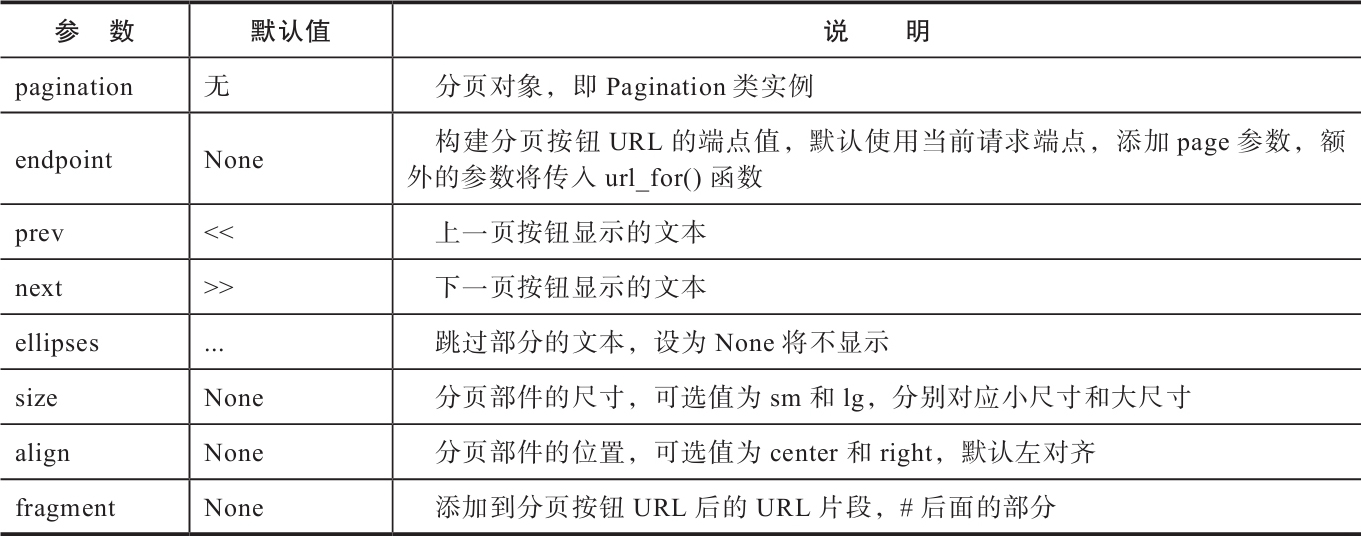 参 数 默认值 说 明
pagination 无 分页对象，即 Pagination 类实例
构建分页按钮 URL 的端点值，默认使用当前请求端点，添加 page 参数，额
endpoint None 外的参数将传入 url_for() 函数
prev << 上一页按钮显示的文本
next >> 下一页按钮显示的文本
ellipses ... 跳过部分的文本，设为 None 将不显示
size None 分页部件的尺寸，可选值为 sm 和 lg，分别对应小尺寸和大尺寸
align None 分页部件的位置，可选值为 center 和 right，默认左对齐
fragment None 添加到分页按钮 URL 后的 URL 片段，# 后面的部分